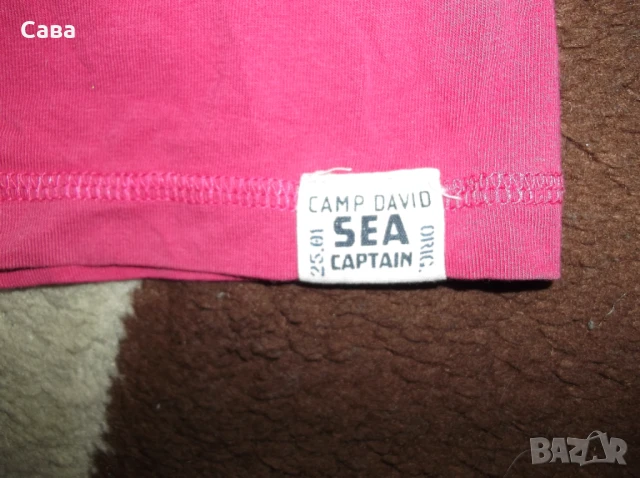 Сава
CAMP DAVID
SEA
CAPTAIN
25.01
ORIG.
BAZAR